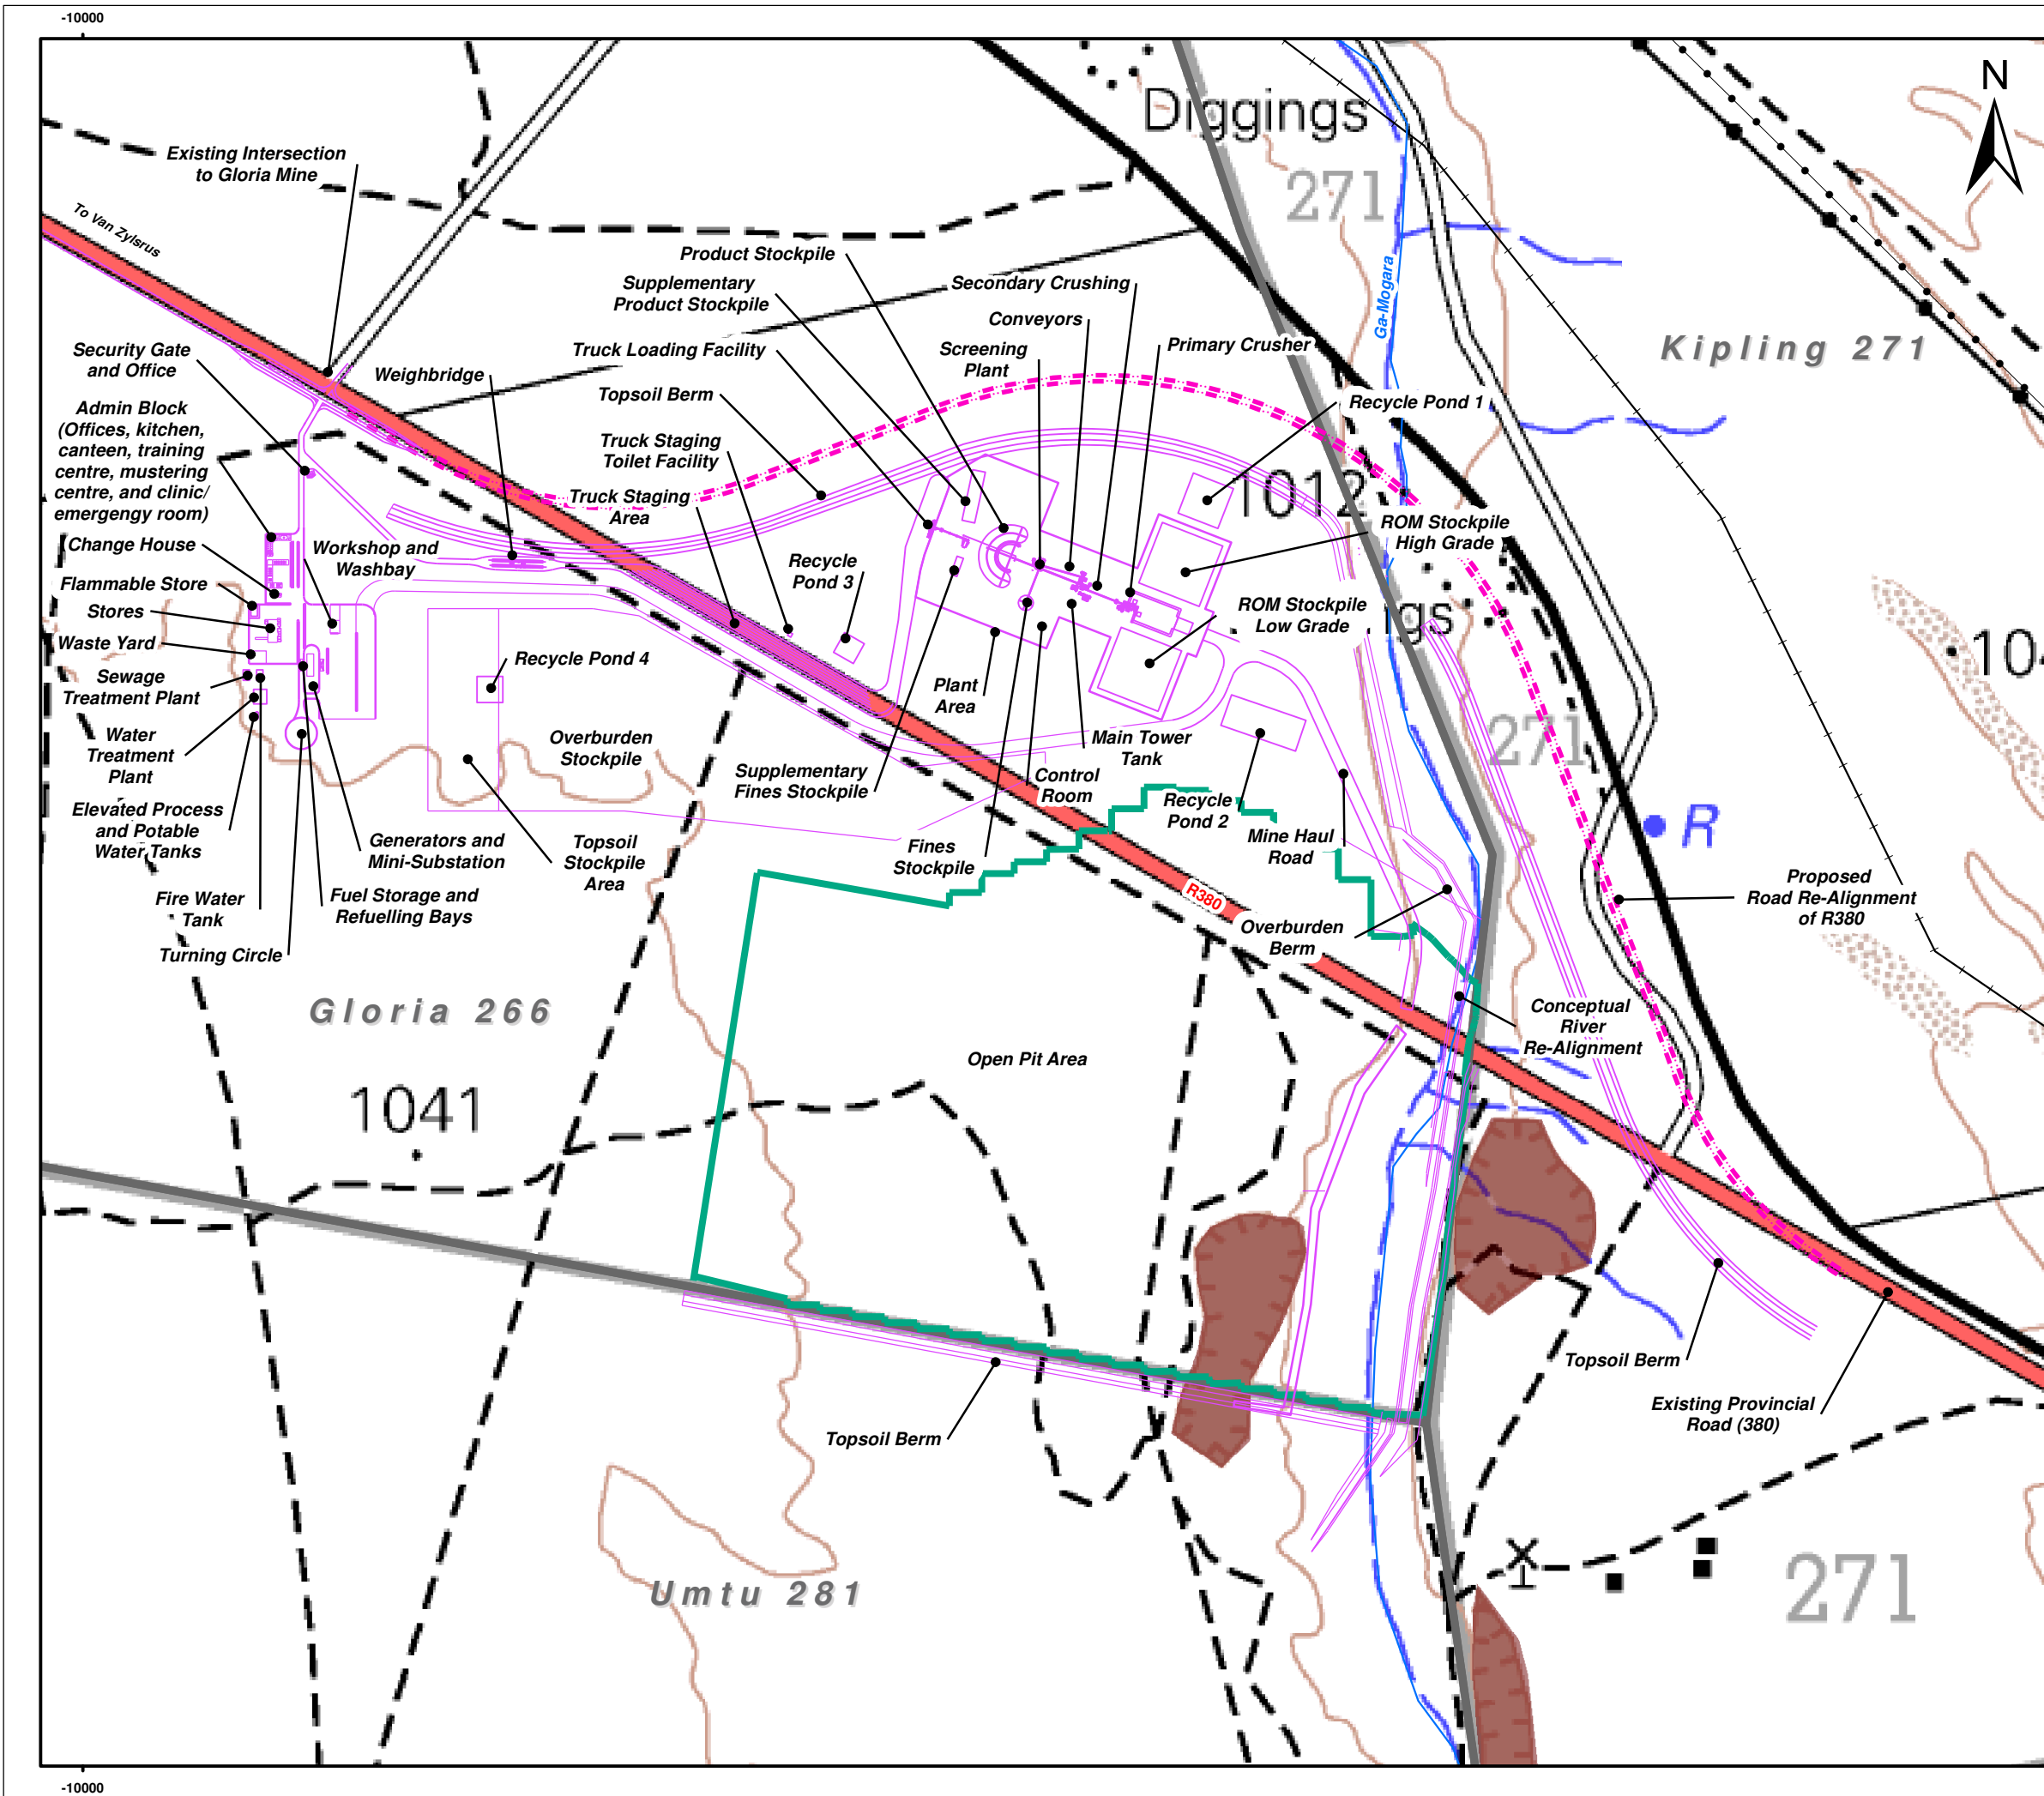 -10000
N
Diggings
271
Existing Intersection
to Gloria Mine
To Van Zylsrus
Product Stockpile
Supplementary
Product Stockpile
Secondary Crushing
Conveyors
Ga-Mogara
Kipling 271
Security Gate
and Office
Weighbridge
Truck Loading Facility
Screening
Plant
Primary Crusher
Topsoil Berm
Recycle Pond 1
Admin Block
(Offices, kitchen,
canteen, training
centre, mustering
centre, and clinic/
emergengy room)
Truck Staging
Toilet Facility
Truck Staging
Area
1012
ROM Stockpile
High Grade
Change House
Workshop and
Washbay
Recycle
Pond 3
Flammable Store
Stores
ROM Stockpile
Low Grade
ngs
Waste Yard
Recycle Pond 4
104
Sewage
Treatment Plant
Plant
Area
271
Water
Treatment
Plant
Overburden
Stockpile
Main Tower
Tank
Supplementary
Fines Stockpile
Control
Room
Recycle
Pond 2
Elevated Process
and Potable
Water Tanks
Generators and
Mini-Substation
Topsoil
Stockpile
Area
Fines
Stockpile
Mine Haul
Road
R
Fire Water
Tank
Fuel Storage and
Refuelling Bays
R380
Proposed
Road Re-Alignment
of R380
Turning Circle
Overburden
Berm
Gloria 266
Conceptual
River
Re-Alignment
Open Pit Area
1041
Topsoil Berm
Existing Provincial
Road (380)
Topsoil Berm
Umtu 281
271
-10000